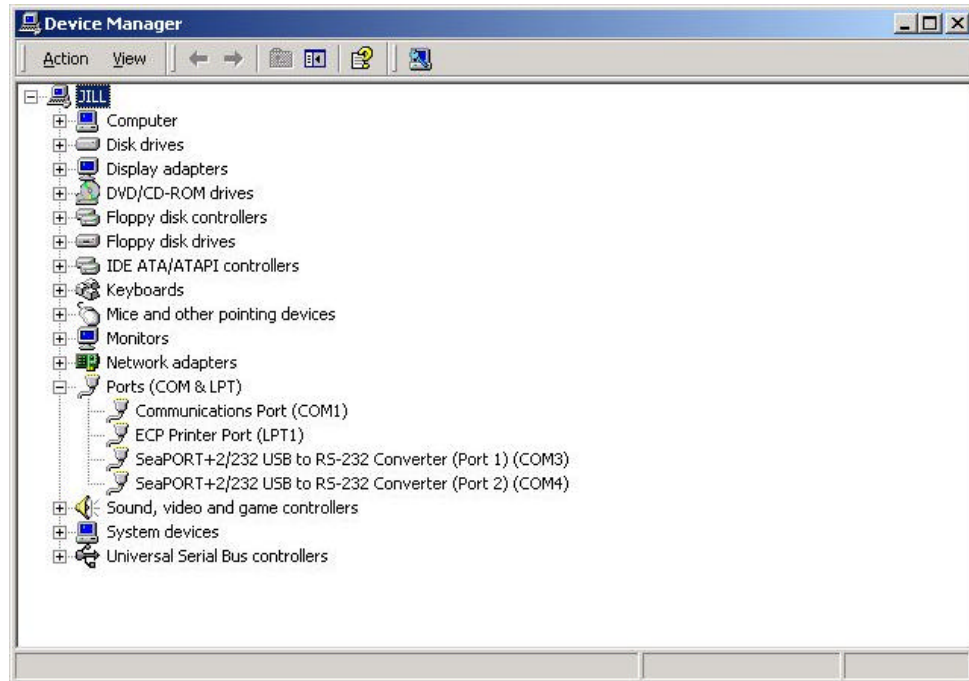 Device Manager
Action View
JILL
Computer
Disk drives
Display adapters
DVD/CD-ROM drives
Floppy disk controllers
Floppy disk drives
IDE ATA/ATAPI controllers
Keyboards
Mice and other pointing devices
Monitors
Network adapters
Ports (COM & LPT)
Communications Port (COM1)
ECP Printer Port (LPT1)
SeaPORT+2/232 USB to RS-232 Converter (Port 1) (COM3)
SeaPORT+2/232 USB to RS-232 Converter (Port 2) (COM4)
Sound, video and game controllers
System devices
Universal Serial Bus controllers